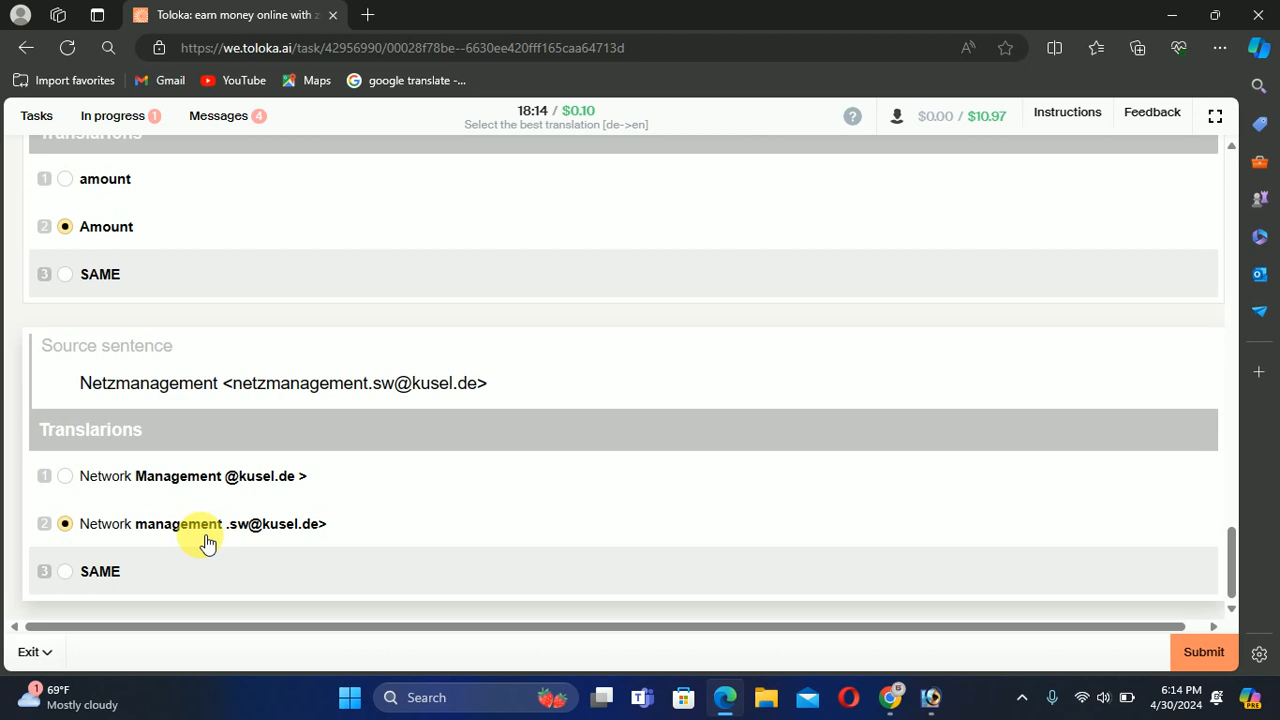 Toloka: earn money online with z
https://we.toloka.ai/task/42956990/00028f78be--6630ee420fff165caa64713d
Import favorites
Gmail
YouTube
Maps
google translate -...
Tasks
In progress 1
Messages 4
18:14 / $0.10
Select the best translation [de->en]
?
$0.00 / $10.97
Instructions
Feedback
Translarions
1 amount
2 Amount
3 SAME
Source sentence
Netzmanagement <netzmanagement.sw@kusel.de>
Translarions
1 Network Management @kusel.de >
2 Network management .sw@kusel.de>
3 SAME
Exit
Submit
1
69°F
Mostly cloudy
Search
6:14 PM
4/30/2024
PRE